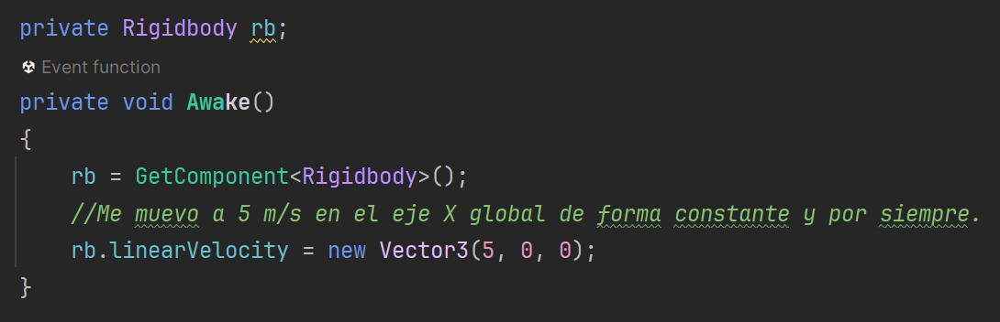 private Rigidbody rb;
Event function
private void Awake()
{
rb = GetComponent<Rigidbody>();
//Me muevo a 5 m/s en el eje X global de forma constante y por siempre.
rb.linearVelocity = new Vector3(5, 0, 0);
}